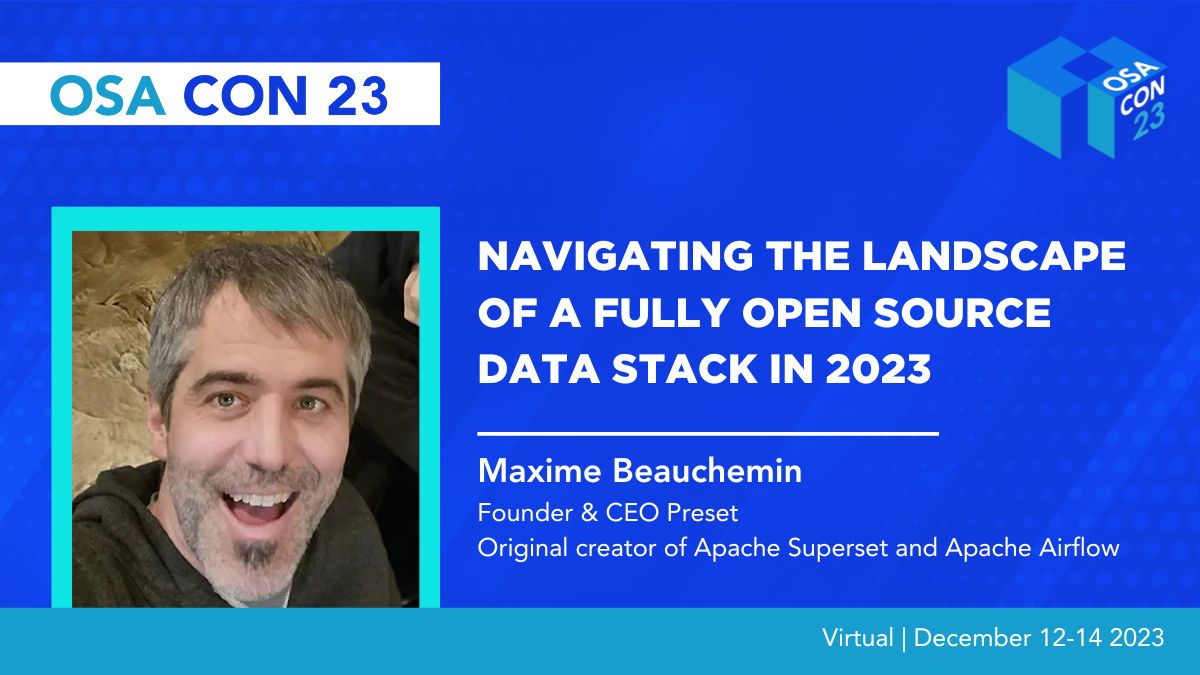 OSA CON 23
OSA
CON
23
NAVIGATING THE LANDSCAPE
OF A FULLY OPEN SOURCE
DATA STACK IN 2023
Maxime Beauchemin
Founder & CEO Preset
Original creator of Apache Superset and Apache Airflow
Virtual | December 12-14 2023